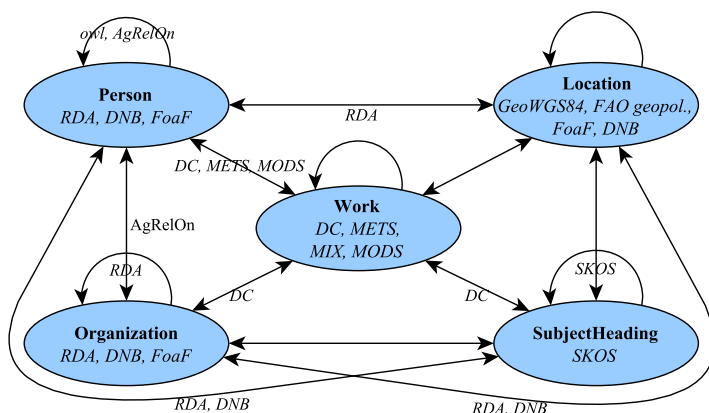 owl, AgRelOn
Person
RDA, DNB, FoaF
Location
GeoWGS84, FAO geopol.,
FoaF, DNB
RDA
DC, METS, MODS
Work
DC, METS,
MIX, MODS
AgRelOn
RDA
DC
DC
SKOS
Organization
RDA, DNB, FoaF
SubjectHeading
SKOS
RDA, DNB
RDA, DNB